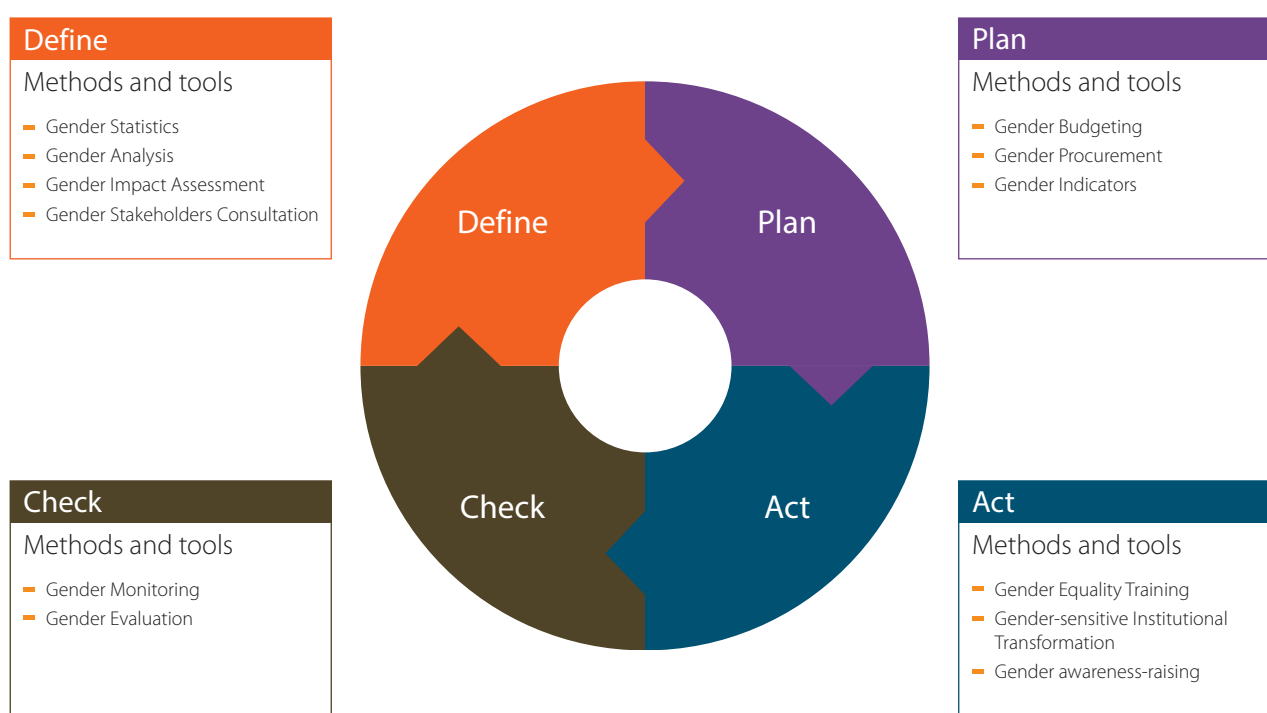 Define
Methods and tools
Gender Statistics
Gender Analysis
Gender Impact Assessment
Gender Stakeholders Consultation
Plan
Methods and tools
Gender Budgeting
Gender Procurement
Gender Indicators
Define
Plan
Check
Act
Check
Methods and tools
Gender Monitoring
Gender Evaluation
Act
Methods and tools
Gender Equality Training
Gender-sensitive Institutional
Transformation
Gender awareness-raising